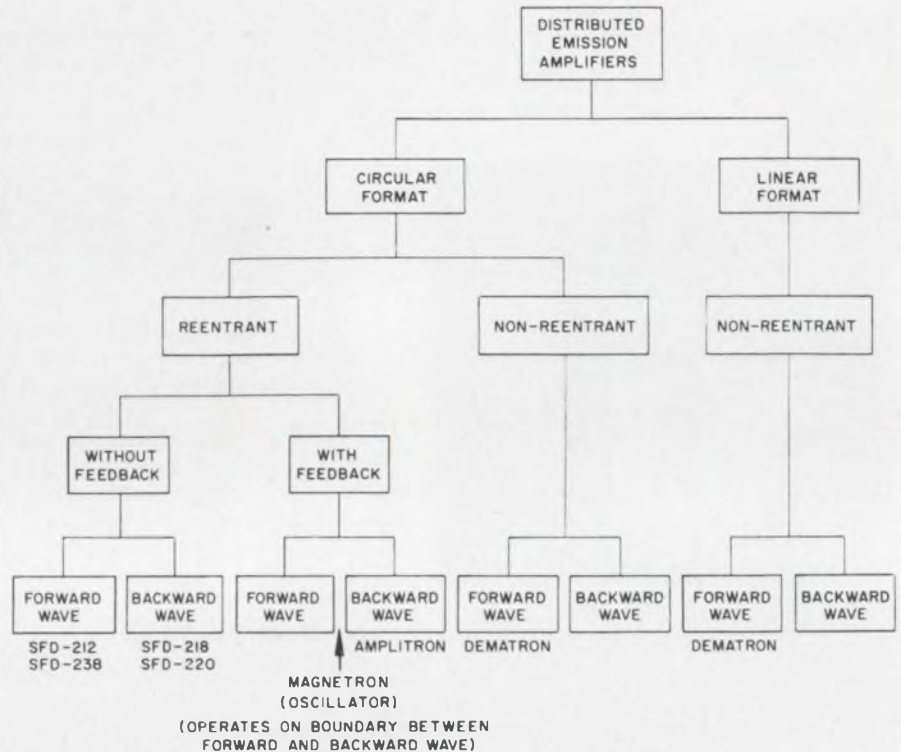 DISTRIBUTED
EMISSION
AMPLIFIERS
CIRCULAR
FORMAT
LINEAR
FORMAT
REENTRANT
NON-REENTRANT
NON-REENTRANT
WITHOUT
FEEDBACK
WITH
FEEDBACK
FORWARD
WAVE
BACKWARD
WAVE
FORWARD
WAVE
BACKWARD
WAVE
FORWARD
WAVE
BACKWARD
WAVE
FORWARD
WAVE
BACKWARD
WAVE
SFD-212
SFD-238
SFD-218
SFD-220
AMPLITRON
DEMATRON
DEMATRON
MAGNETRON
(OSCILLATOR)
(OPERATES ON BOUNDARY BETWEEN
FORWARD AND BACKWARD WAVE)